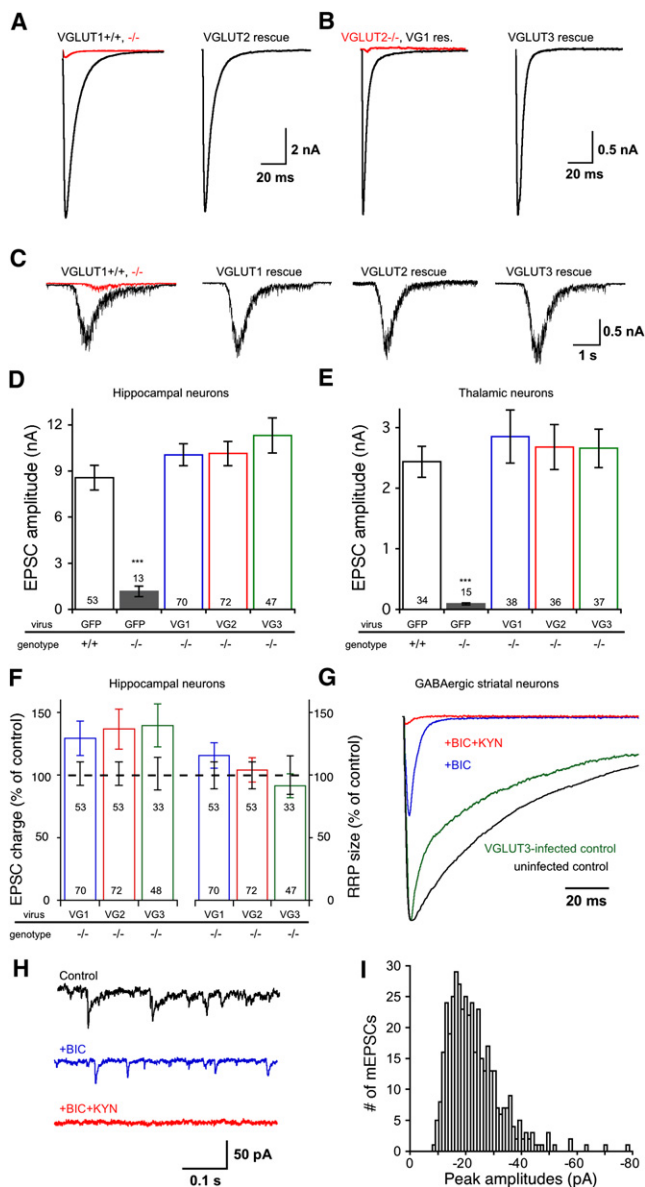 A
VGLUT1+/+, -/-
VGLUT2 rescue
2 nA
20 ms
B
VGLUT2-/-, VG1 res.
VGLUT3 rescue
0.5 nA
20 ms
C
VGLUT1+/+, -/-
VGLUT1 rescue
VGLUT2 rescue
VGLUT3 rescue
0.5 nA
1 s
D
Hippocampal neurons
EPSC amplitude (nA)
12
9
6
3
0
***
53
13
70
72
47
virus GFP GFP VG1 VG2 VG3
genotype +/+ -/- -/- -/- -/-
E
Thalamic neurons
EPSC amplitude (nA)
3
2
1
0
***
34
15
38
36
37
virus GFP GFP VG1 VG2 VG3
genotype +/+ -/- -/- -/- -/-
F
Hippocampal neurons
EPSC charge (% of control)
150
100
50
0
53 53 33 53 53 33
70 72 48 70 72 47
150
100
50
0
RRP size (% of control)
virus VG1 VG2 VG3 VG1 VG2 VG3
genotype -/- -/- -/- -/- -/- -/-
G
GABAergic striatal neurons
+BIC+KYN
+BIC
VGLUT3-infected control
uninfected control
20 ms
H
Control
+BIC
+BIC+KYN
50 pA
0.1 s
I
# of mEPSCs
30
25
20
15
10
5
0
0 -20 -40 -60 -80
Peak amplitudes (pA)